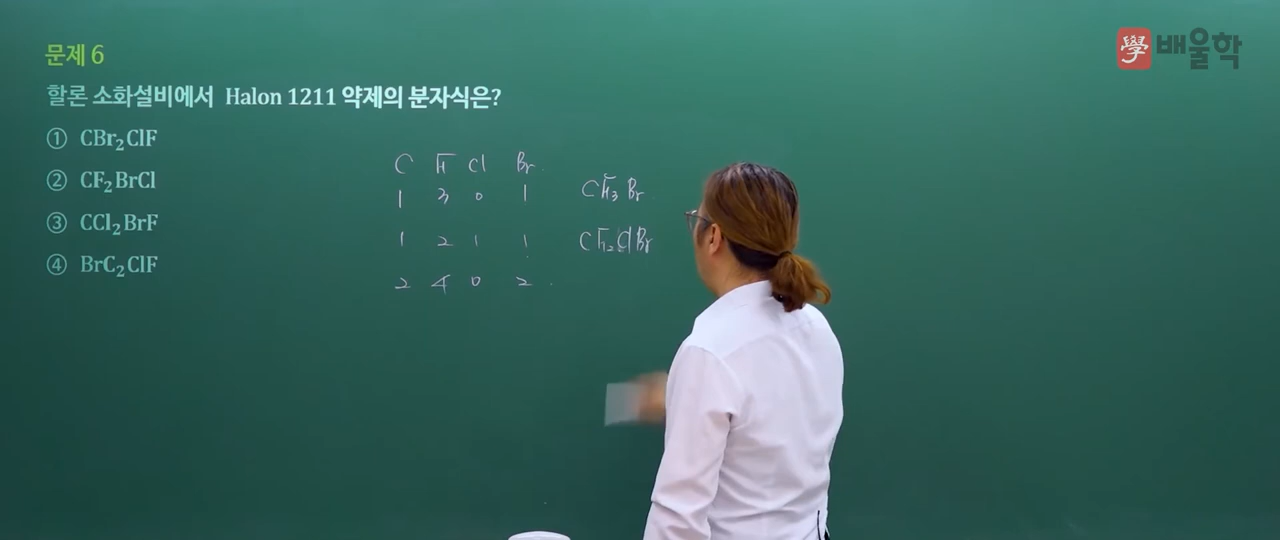 문제 6
學 배울학
할론 소화설비에서 Halon 1211 약제의 분자식은?
① CBr₂ClF
② CF₂BrCl
③ CCl₂BrF
④ BrC₂ClF
C F Cl Br
1 3 0 1 CF₃Br
1 2 1 1 CF₂ClBr
2 4 0 2